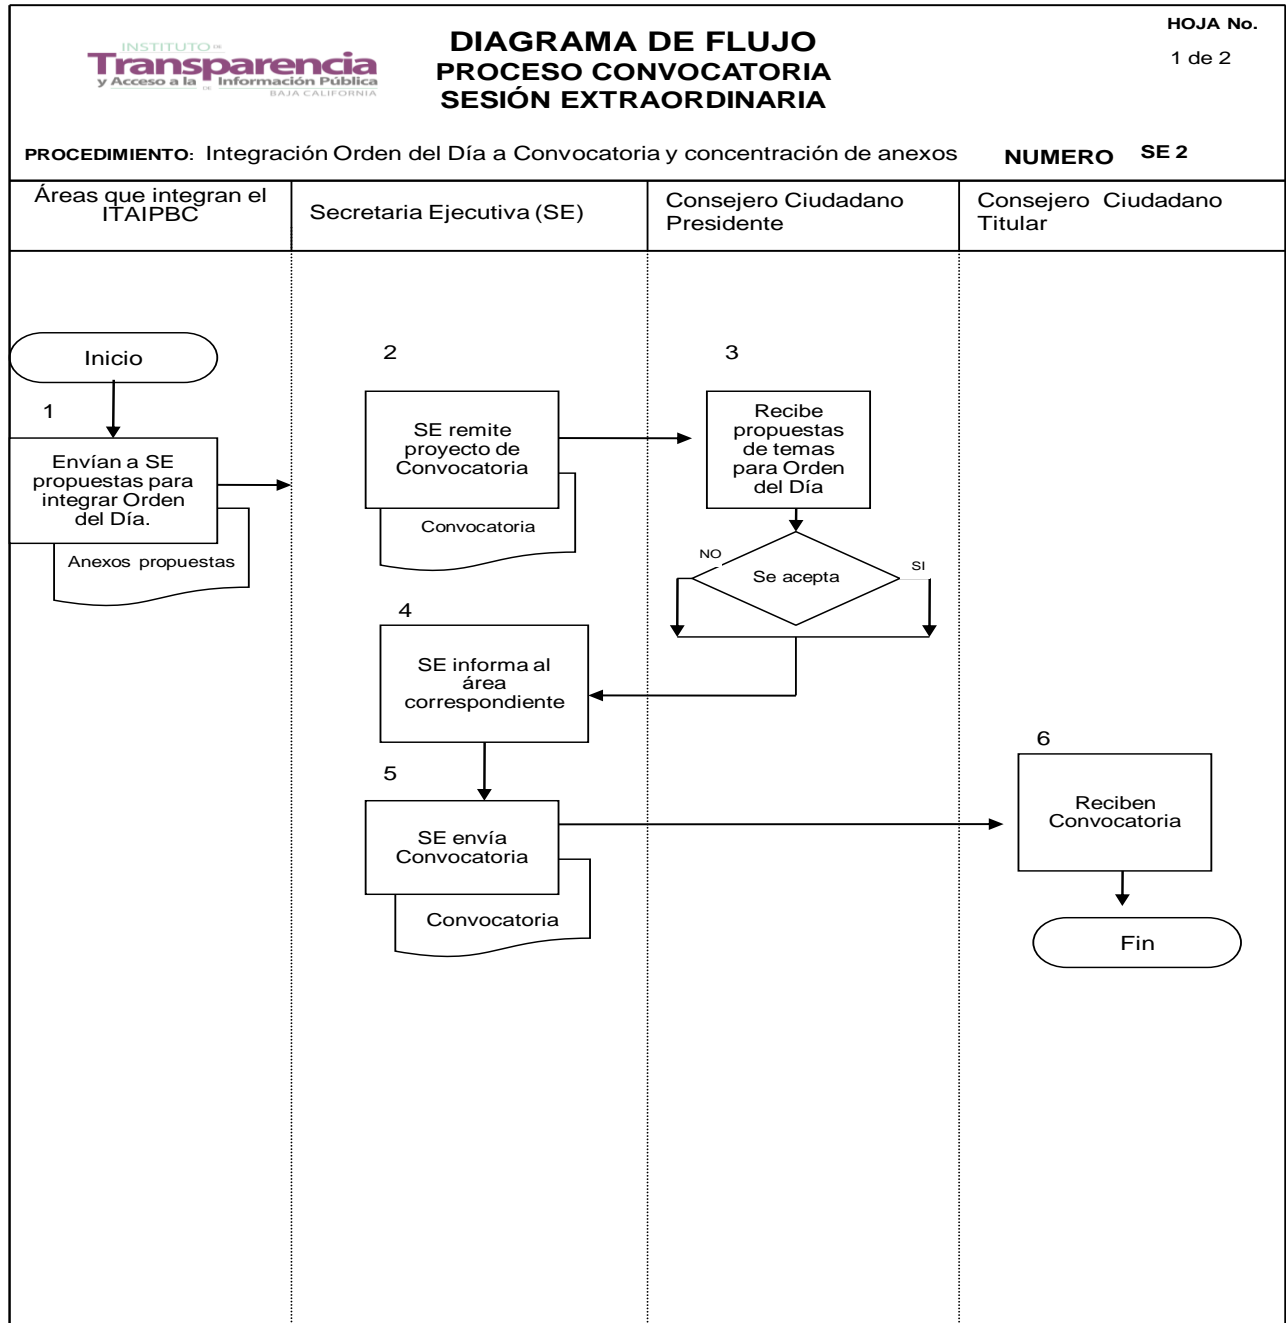 INSTITUTO DE
Transparencia
y Acceso a la Información Pública
DE
BAJA CALIFORNIA
DIAGRAMA DE FLUJO
PROCESO CONVOCATORIA
SESIÓN EXTRAORDINARIA
HOJA No.
1 de 2
PROCEDIMIENTO: Integración Orden del Día a Convocatoria y concentración de anexos
NUMERO SE 2
Áreas que integran el
ITAIPBC
Secretaria Ejecutiva (SE)
Consejero Ciudadano
Presidente
Consejero Ciudadano
Titular
Inicio
1
Envían a SE
propuestas para
integrar Orden
del Día.
Anexos propuestas
2
SE remite
proyecto de
Convocatoria
Convocatoria
3
Recibe
propuestas
de temas
para Orden
del Día
NO
Se acepta
SI
4
SE informa al
área
correspondiente
5
SE envía
Convocatoria
Convocatoria
6
Reciben
Convocatoria
Fin